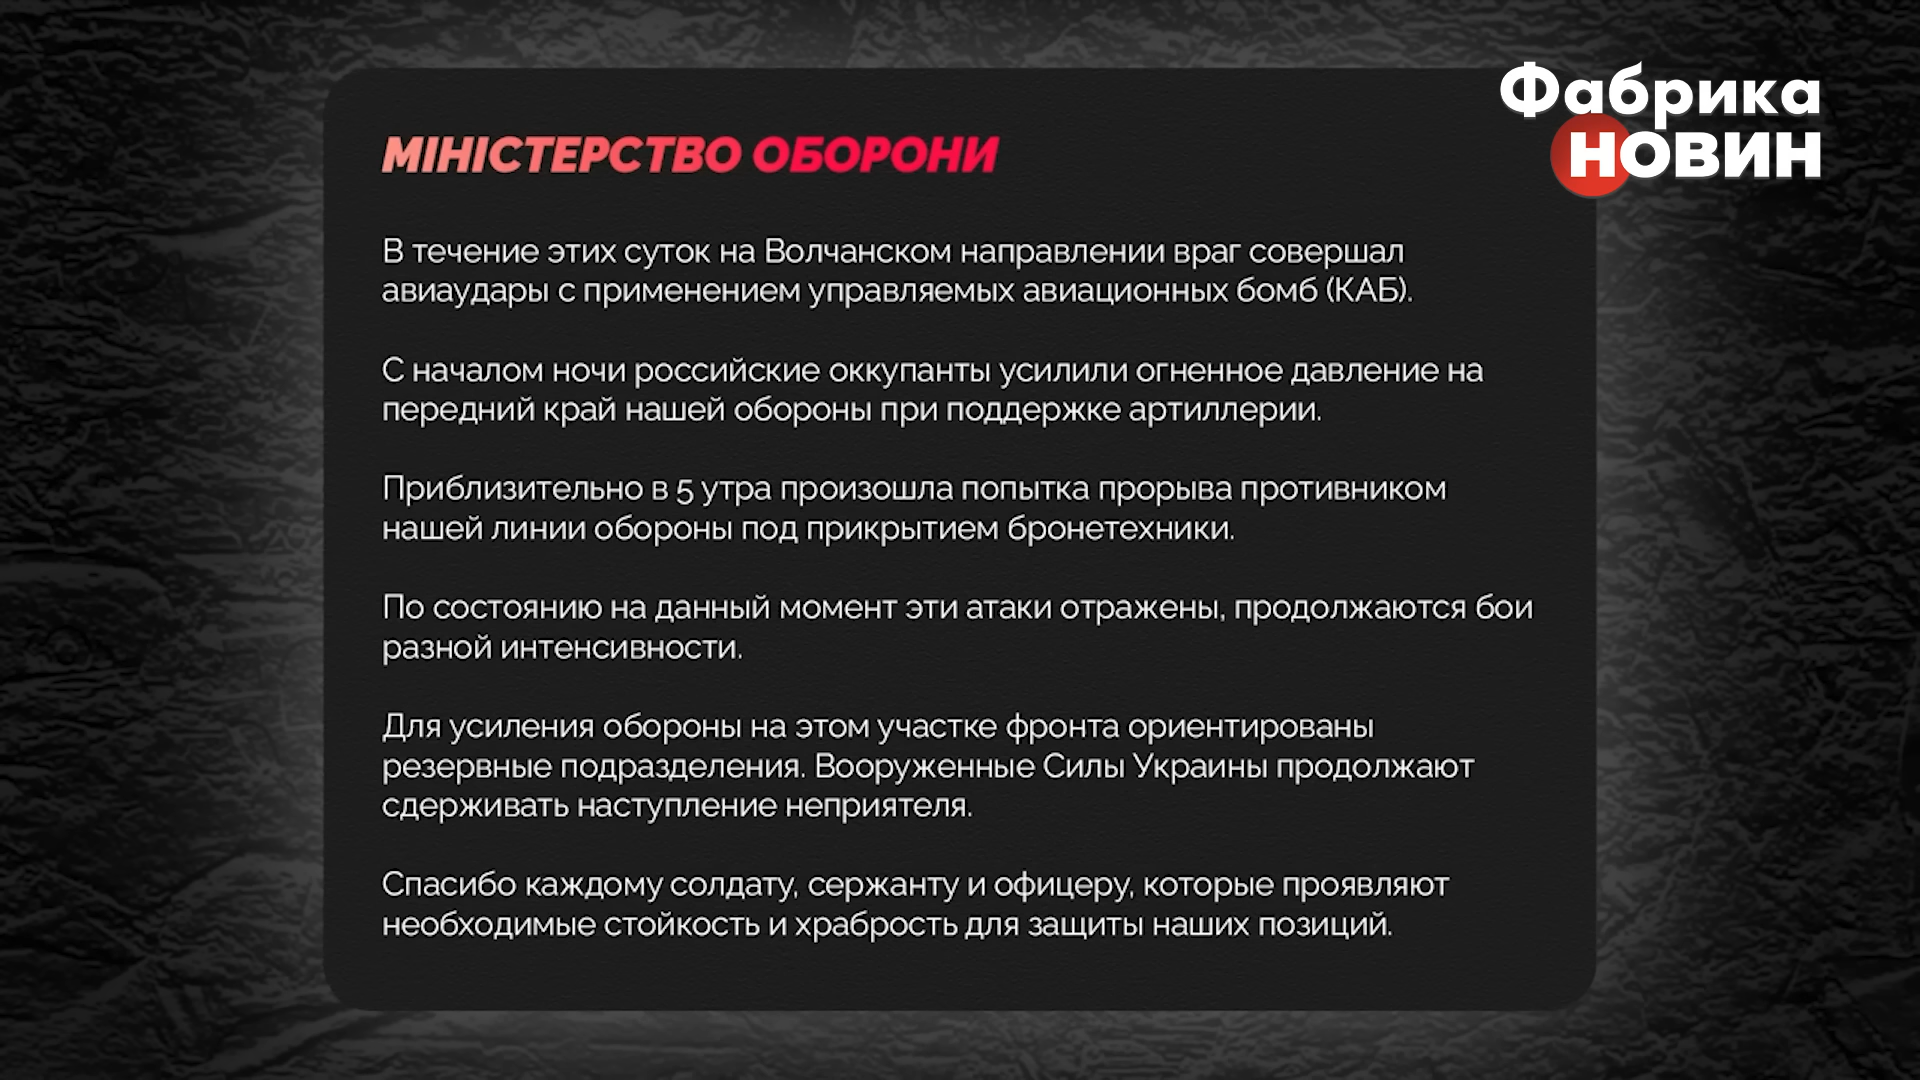 Фабрика
новин
МІНІСТЕРСТВО ОБОРОНИ
В течение этих суток на Волчанском направлении враг совершал
авиаудары с применением управляемых авиационных бомб (КАБ).
С началом ночи российские оккупанты усилили огненное давление на
передний край нашей обороны при поддержке артиллерии.
Приблизительно в 5 утра произошла попытка прорыва противником
нашей линии обороны под прикрытием бронетехники.
По состоянию на данный момент эти атаки отражены, продолжаются бои
разной интенсивности.
Для усиления обороны на этом участке фронта ориентированы
резервные подразделения. Вооруженные Силы Украины продолжают
сдерживать наступление неприятеля.
Спасибо каждому солдату, сержанту и офицеру, которые проявляют
необходимые стойкость и храбрость для защиты наших позиций.